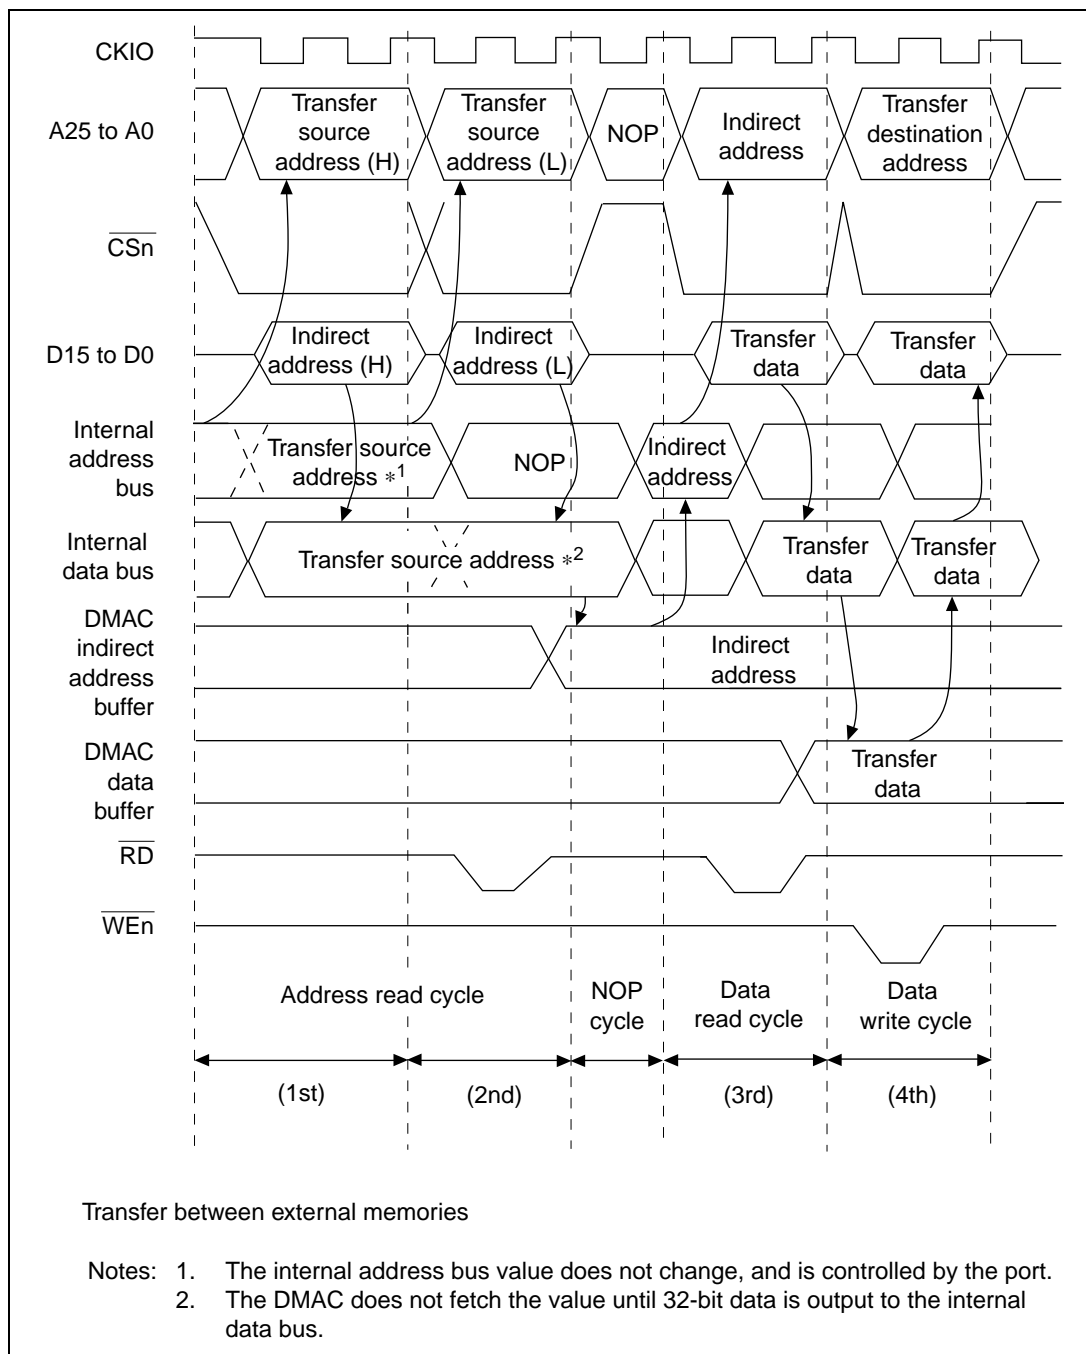 CKIO
A25 to A0
Transfer
source
address (H)
Transfer
source
address (L)
NOP
Indirect
address
Transfer
destination
address
CSn
D15 to D0
Indirect
address (H)
Indirect
address (L)
Transfer
data
Transfer
data
Internal
address
bus
Transfer source
address *1
NOP
Indirect
address
Internal
data bus
Transfer source address *2
Transfer
data
Transfer
data
DMAC
indirect
address
buffer
Indirect
address
DMAC
data
buffer
Transfer
data
RD
WEn
Address read cycle
NOP
cycle
Data
read cycle
Data
write cycle
(1st)
(2nd)
(3rd)
(4th)
Transfer between external memories
Notes: 1. The internal address bus value does not change, and is controlled by the port.
2. The DMAC does not fetch the value until 32-bit data is output to the internal
data bus.